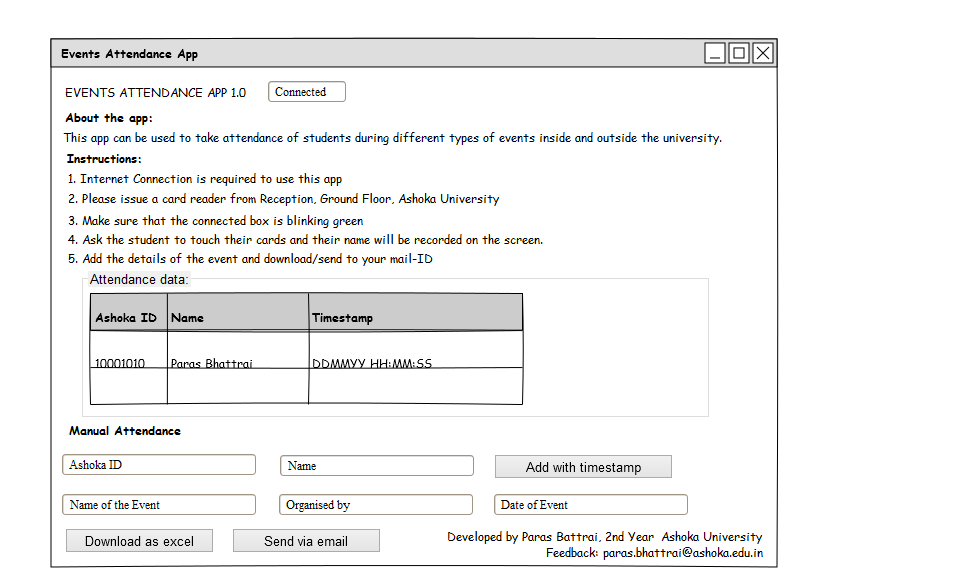 Events Attendance App
EVENTS ATTENDANCE APP 1.0 Connected
About the app:
This app can be used to take attendance of students during different types of events inside and outside the university.
Instructions:
1. Internet Connection is required to use this app
2. Please issue a card reader from Reception, Ground Floor, Ashoka University
3. Make sure that the connected box is blinking green
4. Ask the student to touch their cards and their name will be recorded on the screen.
5. Add the details of the event and download/send to your mail-ID
Attendance data:
Ashoka ID Name Timestamp
10001010 Paras Bhattrai DDMMYY HH:MM:SS
Manual Attendance
Ashoka ID Name Add with timestamp
Name of the Event Organised by Date of Event
Download as excel Send via email
Developed by Paras Battrai, 2nd Year Ashoka University
Feedback: paras.bhattrai@ashoka.edu.in